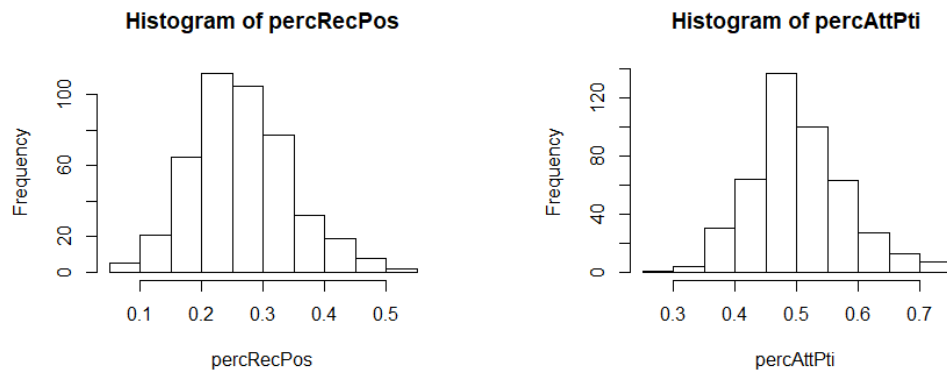 Histogram of percRecPos
Frequency
0 20 60 100
0.1 0.2 0.3 0.4 0.5
percRecPos
Histogram of percAttPti
Frequency
0 40 80 120
0.3 0.4 0.5 0.6 0.7
percAttPti